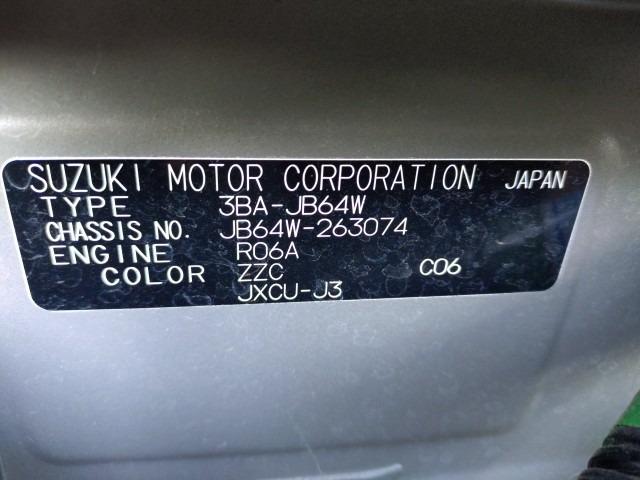 SUZUKI MOTOR CORPORATION JAPAN
TYPE 3BA-JB64W
CHASSIS NO. JB64W-263074
ENGINE R06A
COLOR ZZC C06
JXCU-J3